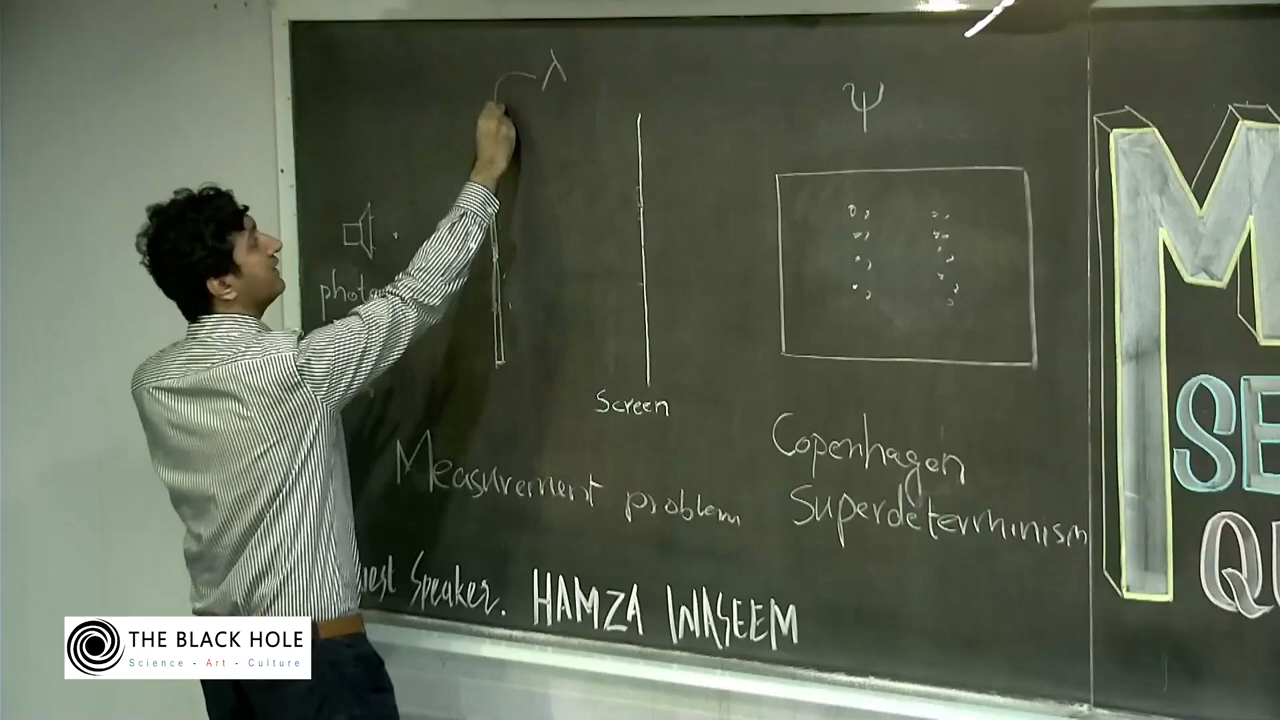 λ
Ψ
Screen
Measurement problem
Copenhagen
Superdeterminism
Speaker. HAMZA WASEEM
THE BLACK HOLE
Science - Art - Culture